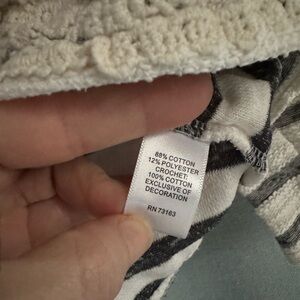 88% COTTON
12% POLYESTER
CROCHET:
100% COTTON
EXCLUSIVE OF
DECORATION
RN 73163